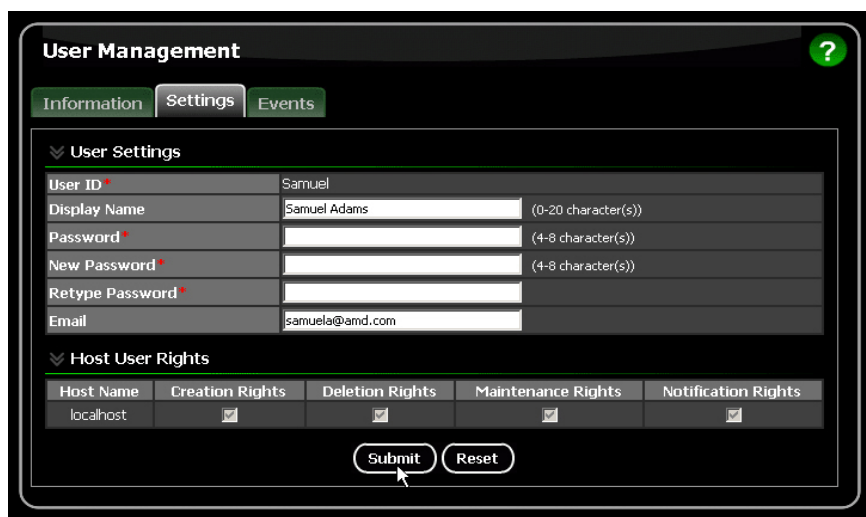 User Management
?
Information Settings Events
User Settings
User ID* Samuel
Display Name Samuel Adams (0-20 character(s))
Password* (4-8 character(s))
New Password* (4-8 character(s))
Retype Password*
Email samuela@amd.com
Host User Rights
Host Name Creation Rights Deletion Rights Maintenance Rights Notification Rights
localhost
Submit Reset